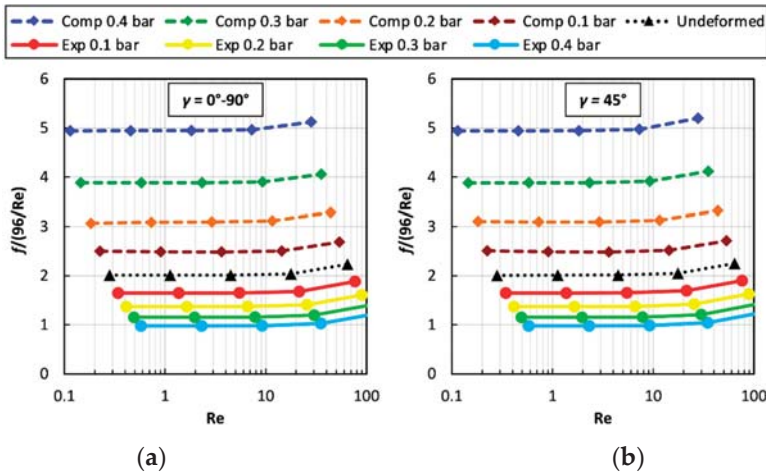 Comp 0.4 bar Comp 0.3 bar Comp 0.2 bar Comp 0.1 bar Undeformed
Exp 0.1 bar Exp 0.2 bar Exp 0.3 bar Exp 0.4 bar
γ = 0°-90°
f/(96/Re)
6
5
4
3
2
1
0
0.1 1 10 100
Re
(a)
γ = 45°
f/(96/Re)
6
5
4
3
2
1
0
0.1 1 10 100
Re
(b)